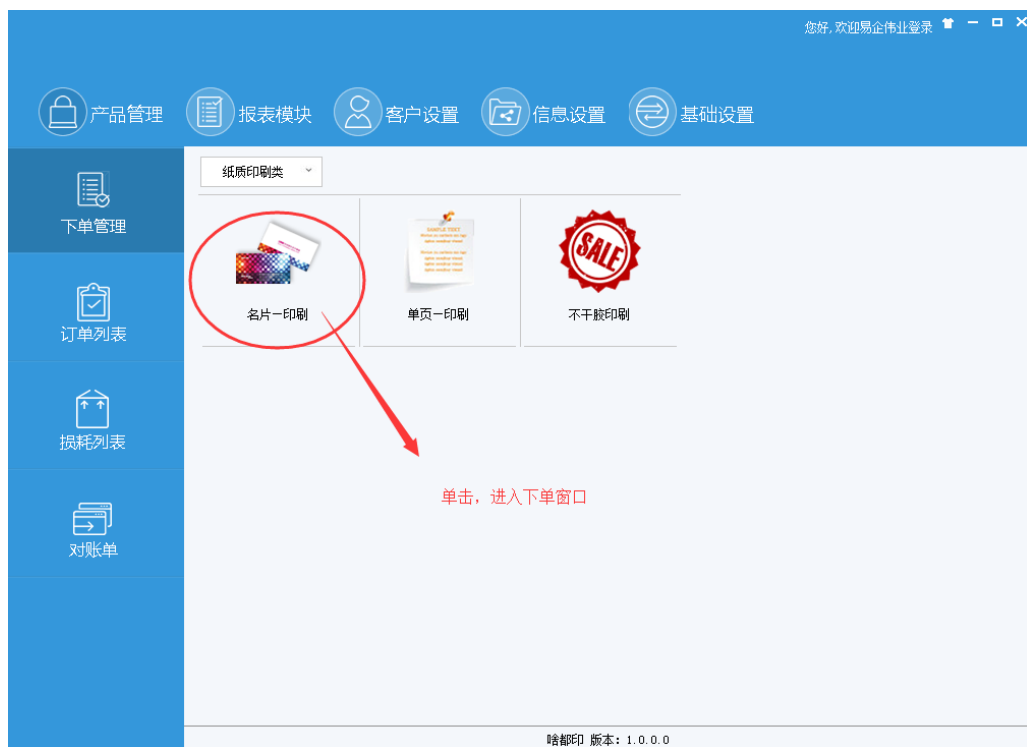 您好,欢迎易企伟业登录
产品管理 报表模块 客户设置 信息设置 基础设置
纸质印刷类
下单管理
SAMPLE TEXT
名片一印刷 单页一印刷 不干胶印刷
SALE
订单列表
损耗列表
单击，进入下单窗口
对账单
啥都印 版本：1.0.0.0